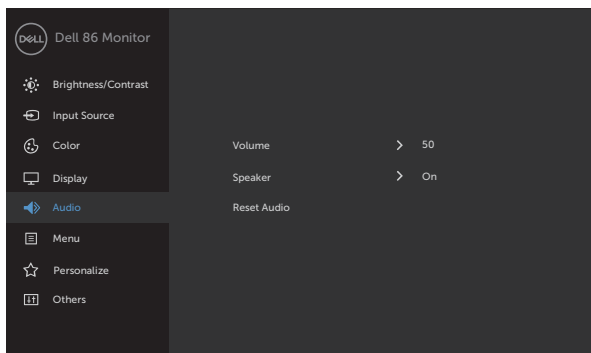 DELL Dell 86 Monitor
Brightness/Contrast
Input Source
Color
Volume 50
Display
Speaker On
Audio
Reset Audio
Menu
Personalize
Others